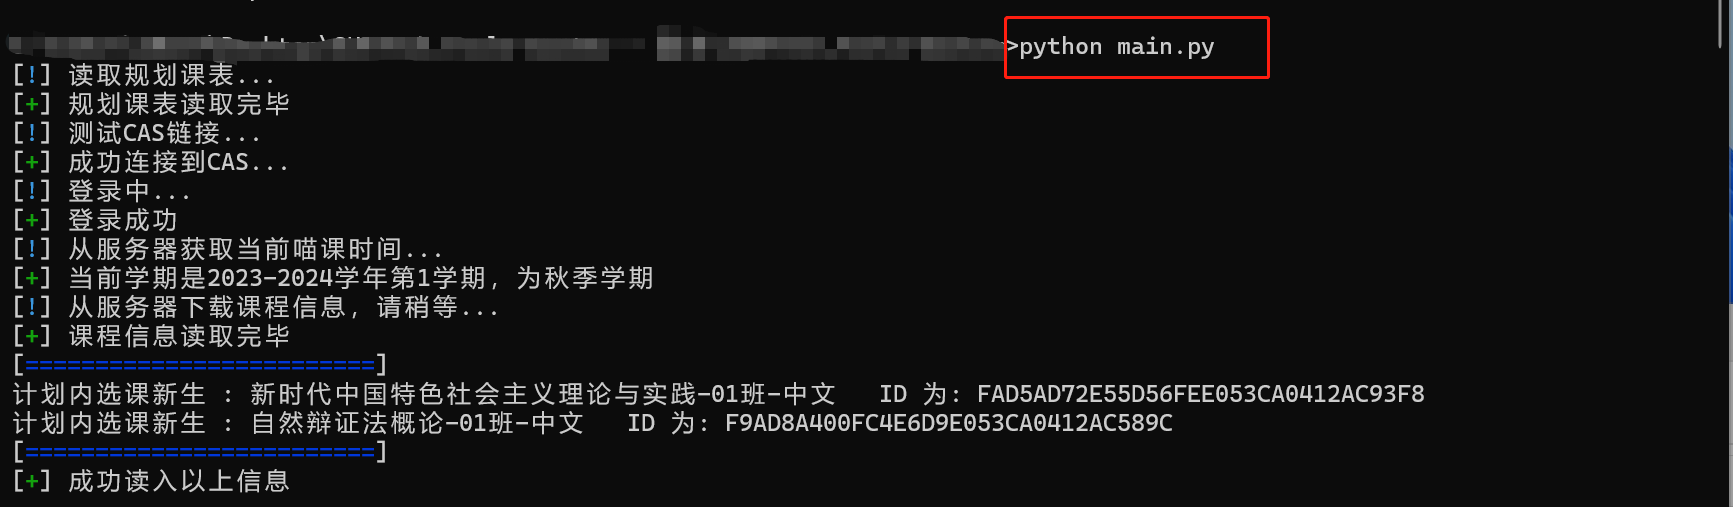 >python main.py
[!] 读取规划课表...
[+] 规划课表读取完毕
[!] 测试CAS链接...
[+] 成功连接到CAS...
[!] 登录中...
[+] 登录成功
[!] 从服务器获取当前喵课时间...
[+] 当前学期是2023-2024学年第1学期，为秋季学期
[!] 从服务器下载课程信息，请稍等...
[+] 课程信息读取完毕
[=========================]
计划内选课新生 : 新时代中国特色社会主义理论与实践-01班-中文   ID 为: FAD5AD72E55D56FEE053CA0412AC93F8
计划内选课新生 : 自然辩证法概论-01班-中文   ID 为: F9AD8A400FC4E6D9E053CA0412AC589C
[=========================]
[+] 成功读入以上信息